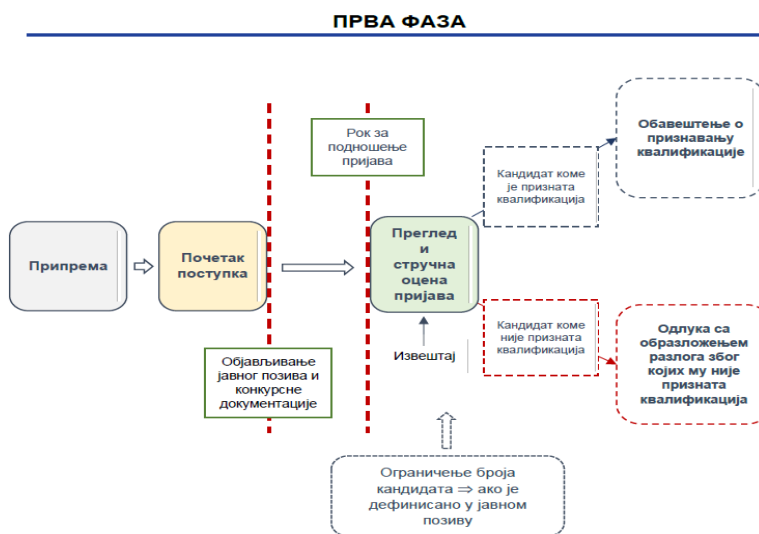 ПРВА ФАЗА
Рок за
подношење
пријава
Обавештење о
признавању
квалификације
Кандидат коме
је призната
квалификација
Припрема
Почетак
поступка
Преглед
и
стручна
оцена
пријава
Кандидат коме
није призната
квалификација
Извештај
Објављивање
јавног позива и
конкурсне
документације
Одлука са
образложењем
разлога због
којих му није
призната
квалификација
Ограничење броја
кандидата ⇒ ако је
дефинисано у јавном
позиву